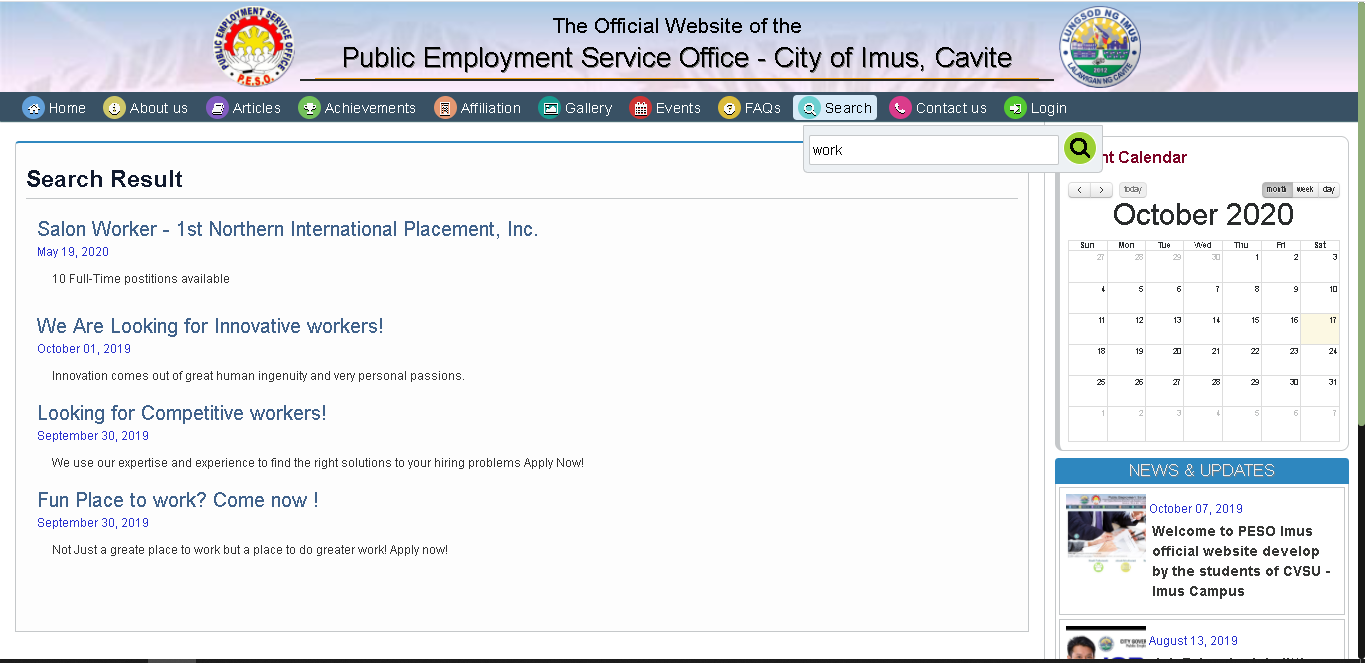 The Official Website of the
Public Employment Service Office - City of Imus, Cavite
PUBLIC EMPLOYMENT SERVICE OFFICE
P.E.S.O.
LUNGSOD NG IMUS
LALAWIGAN NG CAVITE
2012
Home About us Articles Achievements Affiliation Gallery Events FAQs Search Contact us Login
work
Search Result
Salon Worker - 1st Northern International Placement, Inc.
May 19, 2020
10 Full-Time postitions available
We Are Looking for Innovative workers!
October 01, 2019
Innovation comes out of great human ingenuity and very personal passions.
Looking for Competitive workers!
September 30, 2019
We use our expertise and experience to find the right solutions to your hiring problems Apply Now!
Fun Place to work? Come now !
September 30, 2019
Not Just a greate place to work but a place to do greater work! Apply now!
Calendar
today month week day
October 2020
Sun Mon Tue Wed Thu Fri Sat
27 28 29 30 1 2 3
4 5 6 7 8 9 10
11 12 13 14 15 16 17
18 19 20 21 22 23 24
25 26 27 28 29 30 31
1 2 3 4 5 6 7
NEWS & UPDATES
October 07, 2019
Welcome to PESO Imus
official website develop
by the students of CVSU -
Imus Campus
August 13, 2019